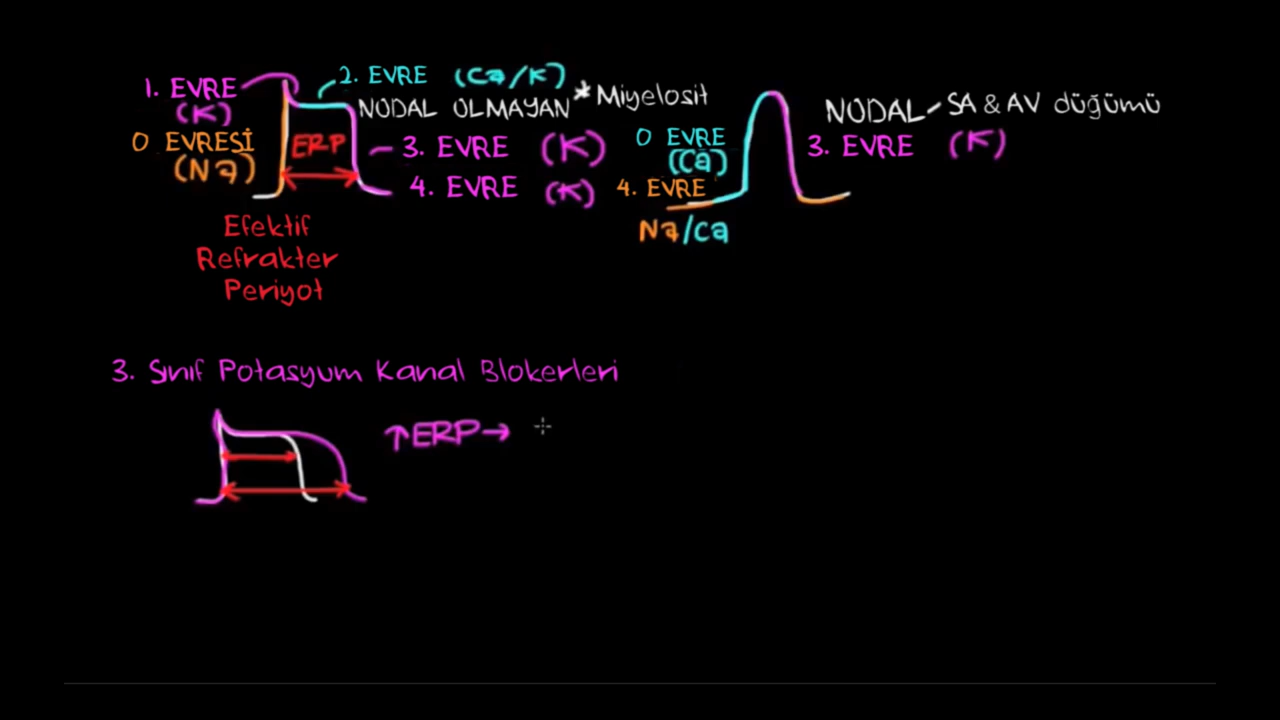 1. EVRE
(K)
0 EVRESİ
(Na)
2. EVRE (Ca/K)
NODAL OLMAYAN * Miyelosit
ERP
3. EVRE (K)
4. EVRE (K)
Efektif
Refrakter
Periyot
0 EVRE
(Ca)
4. EVRE
Na/Ca
NODAL - SA & AV düğümü
3. EVRE (K)
3. Sınıf Potasyum Kanal Blokerleri
↑ERP→